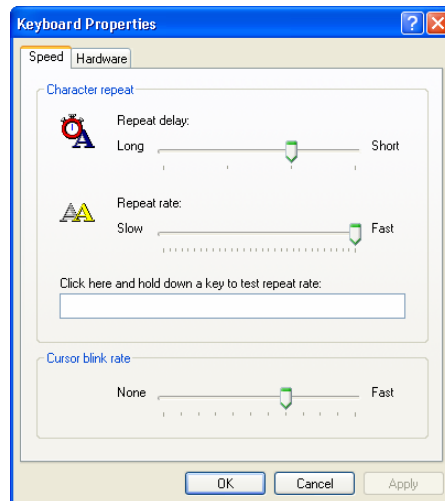 Keyboard Properties
Speed Hardware
Character repeat
Repeat delay:
Long Short
Repeat rate:
Slow Fast
Click here and hold down a key to test repeat rate:
Cursor blink rate
None Fast
OK Cancel Apply